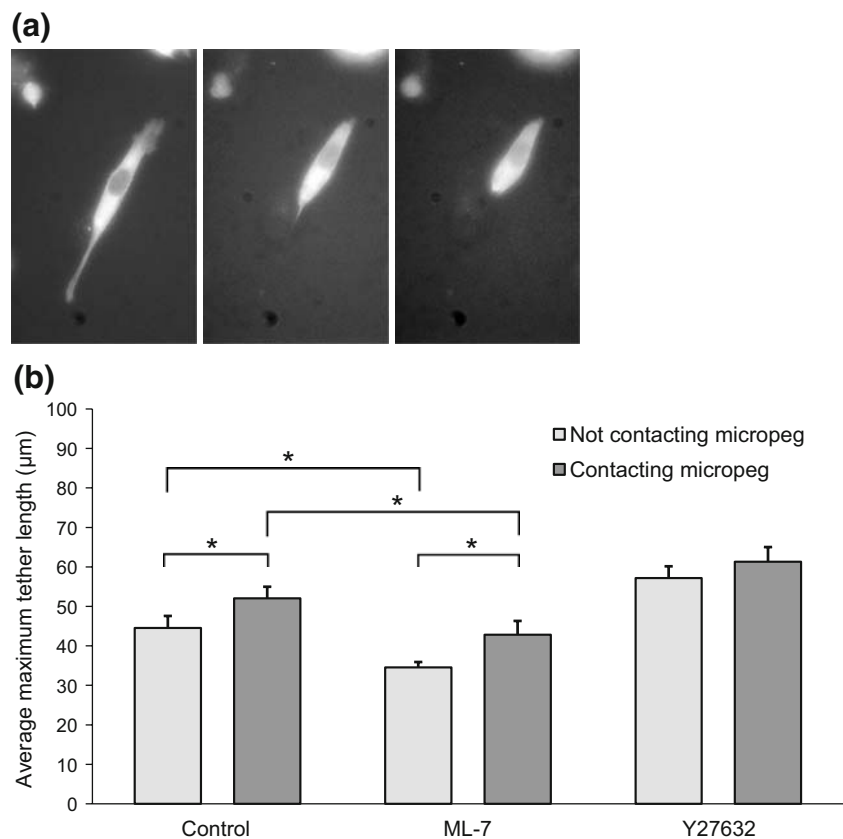 (a)
(b)
Average maximum tether length (µm)
100
90
80
70
60
50
40
30
20
10
0
Not contacting micropeg
Contacting micropeg
*
*
*
*
Control ML-7 Y27632